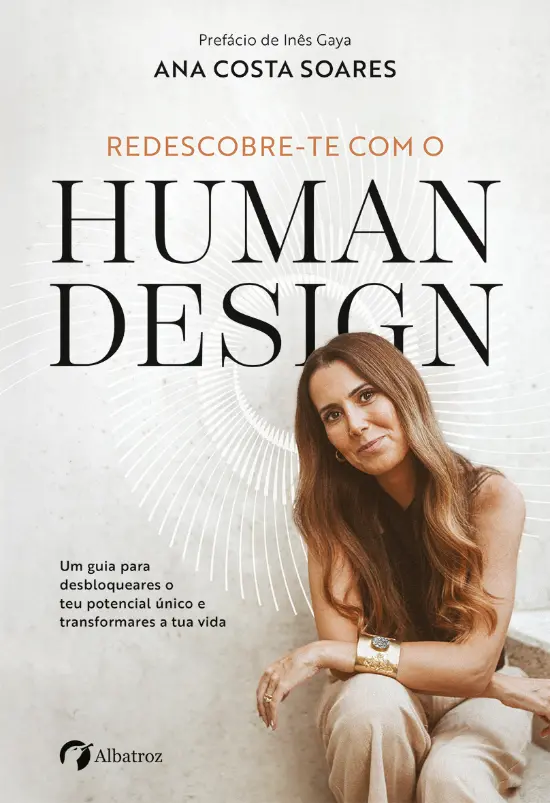 Prefácio de Inês Gaya
ANA COSTA SOARES
REDESCOBRE-TE COM O
HUMAN
DESIGN
Um guia para
desbloqueares o
teu potencial único e
transformares a tua vida
Albatroz